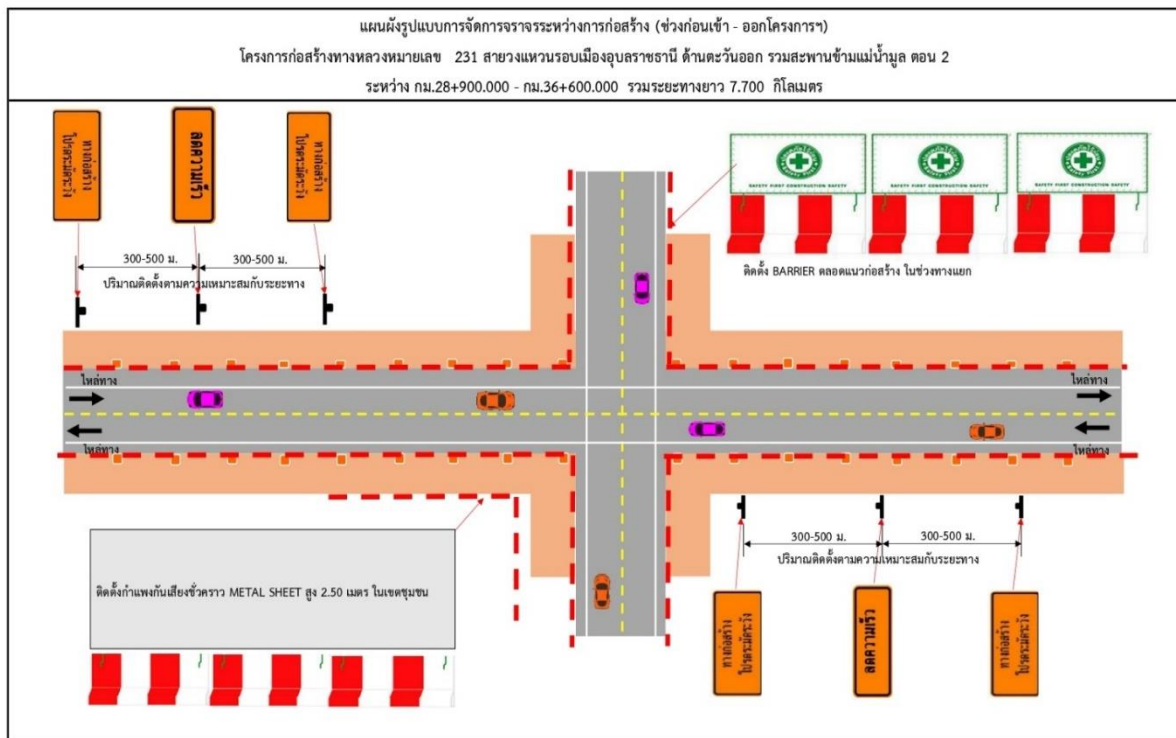 แผนผังรูปแบบการจัดการจราจรระหว่างการก่อสร้าง (ช่วงก่อนเข้า - ออกโครงการฯ)
โครงการก่อสร้างทางหลวงหมายเลข 231 สายวงแหวนรอบเมืองอุบลราชธานี ด้านตะวันออก รวมสะพานข้ามแม่น้ำมูล ตอน 2
ระหว่าง กม.28+900.000 - กม.36+600.000 รวมระยะทางยาว 7.700 กิโลเมตร
ทางก่อสร้าง
โปรดระมัดระวัง
ลดความเร็ว
ทางก่อสร้าง
โปรดระมัดระวัง
SAFETY FIRST CONSTRUCTION SAFETY
SAFETY FIRST CONSTRUCTION SAFETY
SAFETY FIRST CONSTRUCTION SAFETY
300-500 ม.
300-500 ม.
ปริมาณติดตั้งตามความเหมาะสมกับระยะทาง
ติดตั้ง BARRIER ตลอดแนวก่อสร้าง ในช่วงทางแยก
ไหล่ทาง
ไหล่ทาง
ไหล่ทาง
ไหล่ทาง
300-500 ม.
300-500 ม.
ปริมาณติดตั้งตามความเหมาะสมกับระยะทาง
ติดตั้งกำแพงกันเสียงชั่วคราว METAL SHEET สูง 2.50 เมตร ในเขตชุมชน
ทางก่อสร้าง
โปรดระมัดระวัง
ลดความเร็ว
ทางก่อสร้าง
โปรดระมัดระวัง